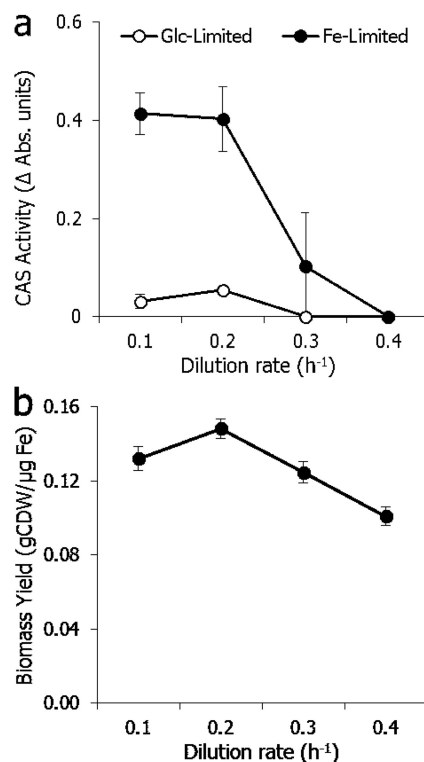 a
Glc-Limited Fe-Limited
CAS Activity (Δ Abs. units)
0.6
0.4
0.2
0
0.1 0.2 0.3 0.4
Dilution rate (h⁻¹)
b
Biomass Yield (gCDW/µg Fe)
0.16
0.12
0.08
0.04
0.00
0.1 0.2 0.3 0.4
Dilution rate (h⁻¹)